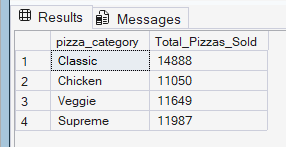 Results Messages
pizza_category Total_Pizzas_Sold
1 Classic 14888
2 Chicken 11050
3 Veggie 11649
4 Supreme 11987